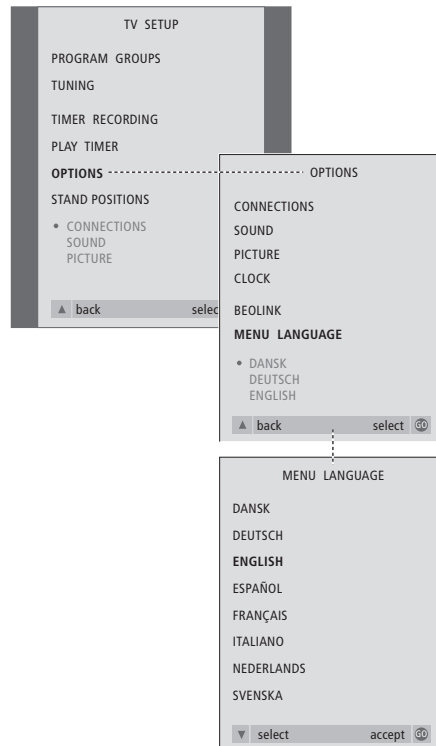 TV SETUP
PROGRAM GROUPS
TUNING
TIMER RECORDING
PLAY TIMER
OPTIONS
STAND POSITIONS
• CONNECTIONS
SOUND
PICTURE
▲ back selec
OPTIONS
CONNECTIONS
SOUND
PICTURE
CLOCK
BEOLINK
MENU LANGUAGE
• DANSK
DEUTSCH
ENGLISH
▲ back select GO
MENU LANGUAGE
DANSK
DEUTSCH
ENGLISH
ESPAÑOL
FRANÇAIS
ITALIANO
NEDERLANDS
SVENSKA
▼ select accept GO